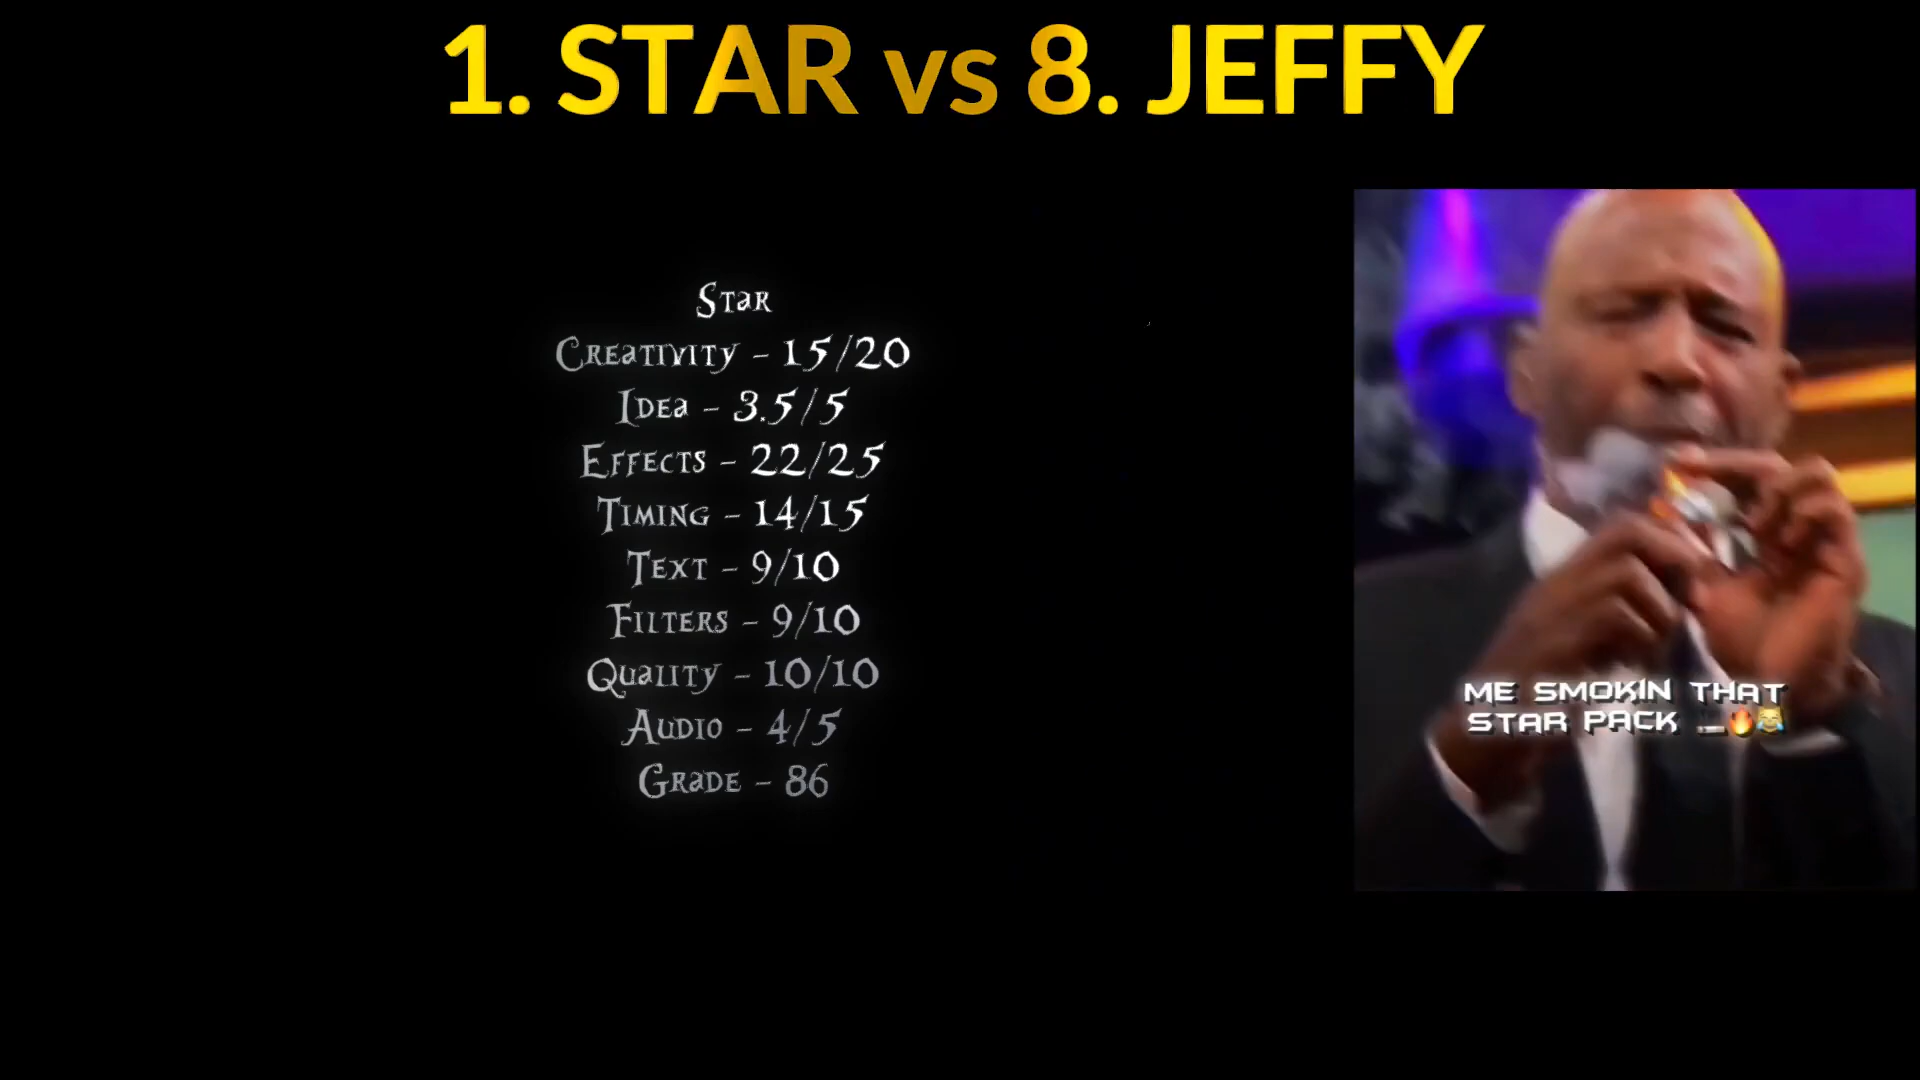 1. STAR vs 8. JEFFY
Star
Creativity - 15/20
Idea - 3.5/5
Effects - 22/25
Timing - 14/15
Text - 9/10
Filters - 9/10
Quality - 10/10
Audio - 4/5
Grade - 86
ME SMOKIN THAT
STAR PACK 🚬🔥😹